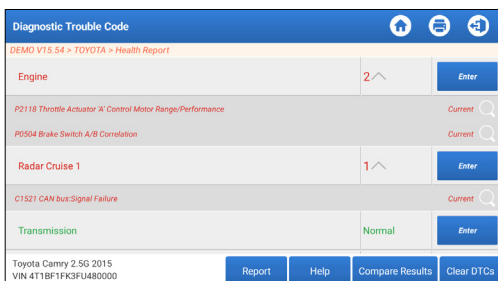 Diagnostic Trouble Code
DEMO V15.54 > TOYOTA > Health Report
Engine 2 Enter
P2118 Throttle Actuator 'A' Control Motor Range/Performance Current
P0504 Brake Switch A/B Correlation Current
Radar Cruise 1 1 Enter
C1521 CAN bus:Signal Failure Current
Transmission Normal Enter
Toyota Camry 2.5G 2015
VIN 4T1BF1FK3FU480000
Report Help Compare Results Clear DTCs